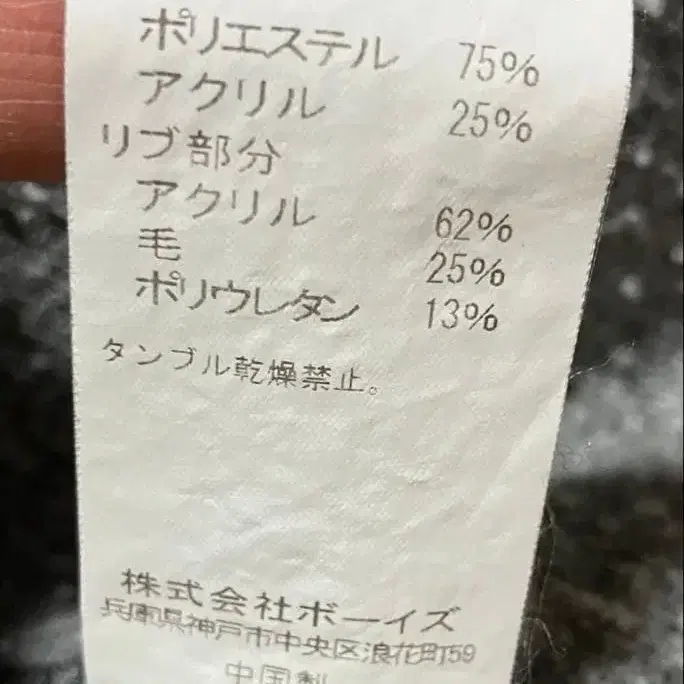 ポリエステル 75%
アクリル 25%
リブ部分
アクリル 62%
毛 25%
ポリウレタン 13%
タンブル乾燥禁止。
株式会社ボーイズ
兵庫県神戸市中央区浪花町59
中国製